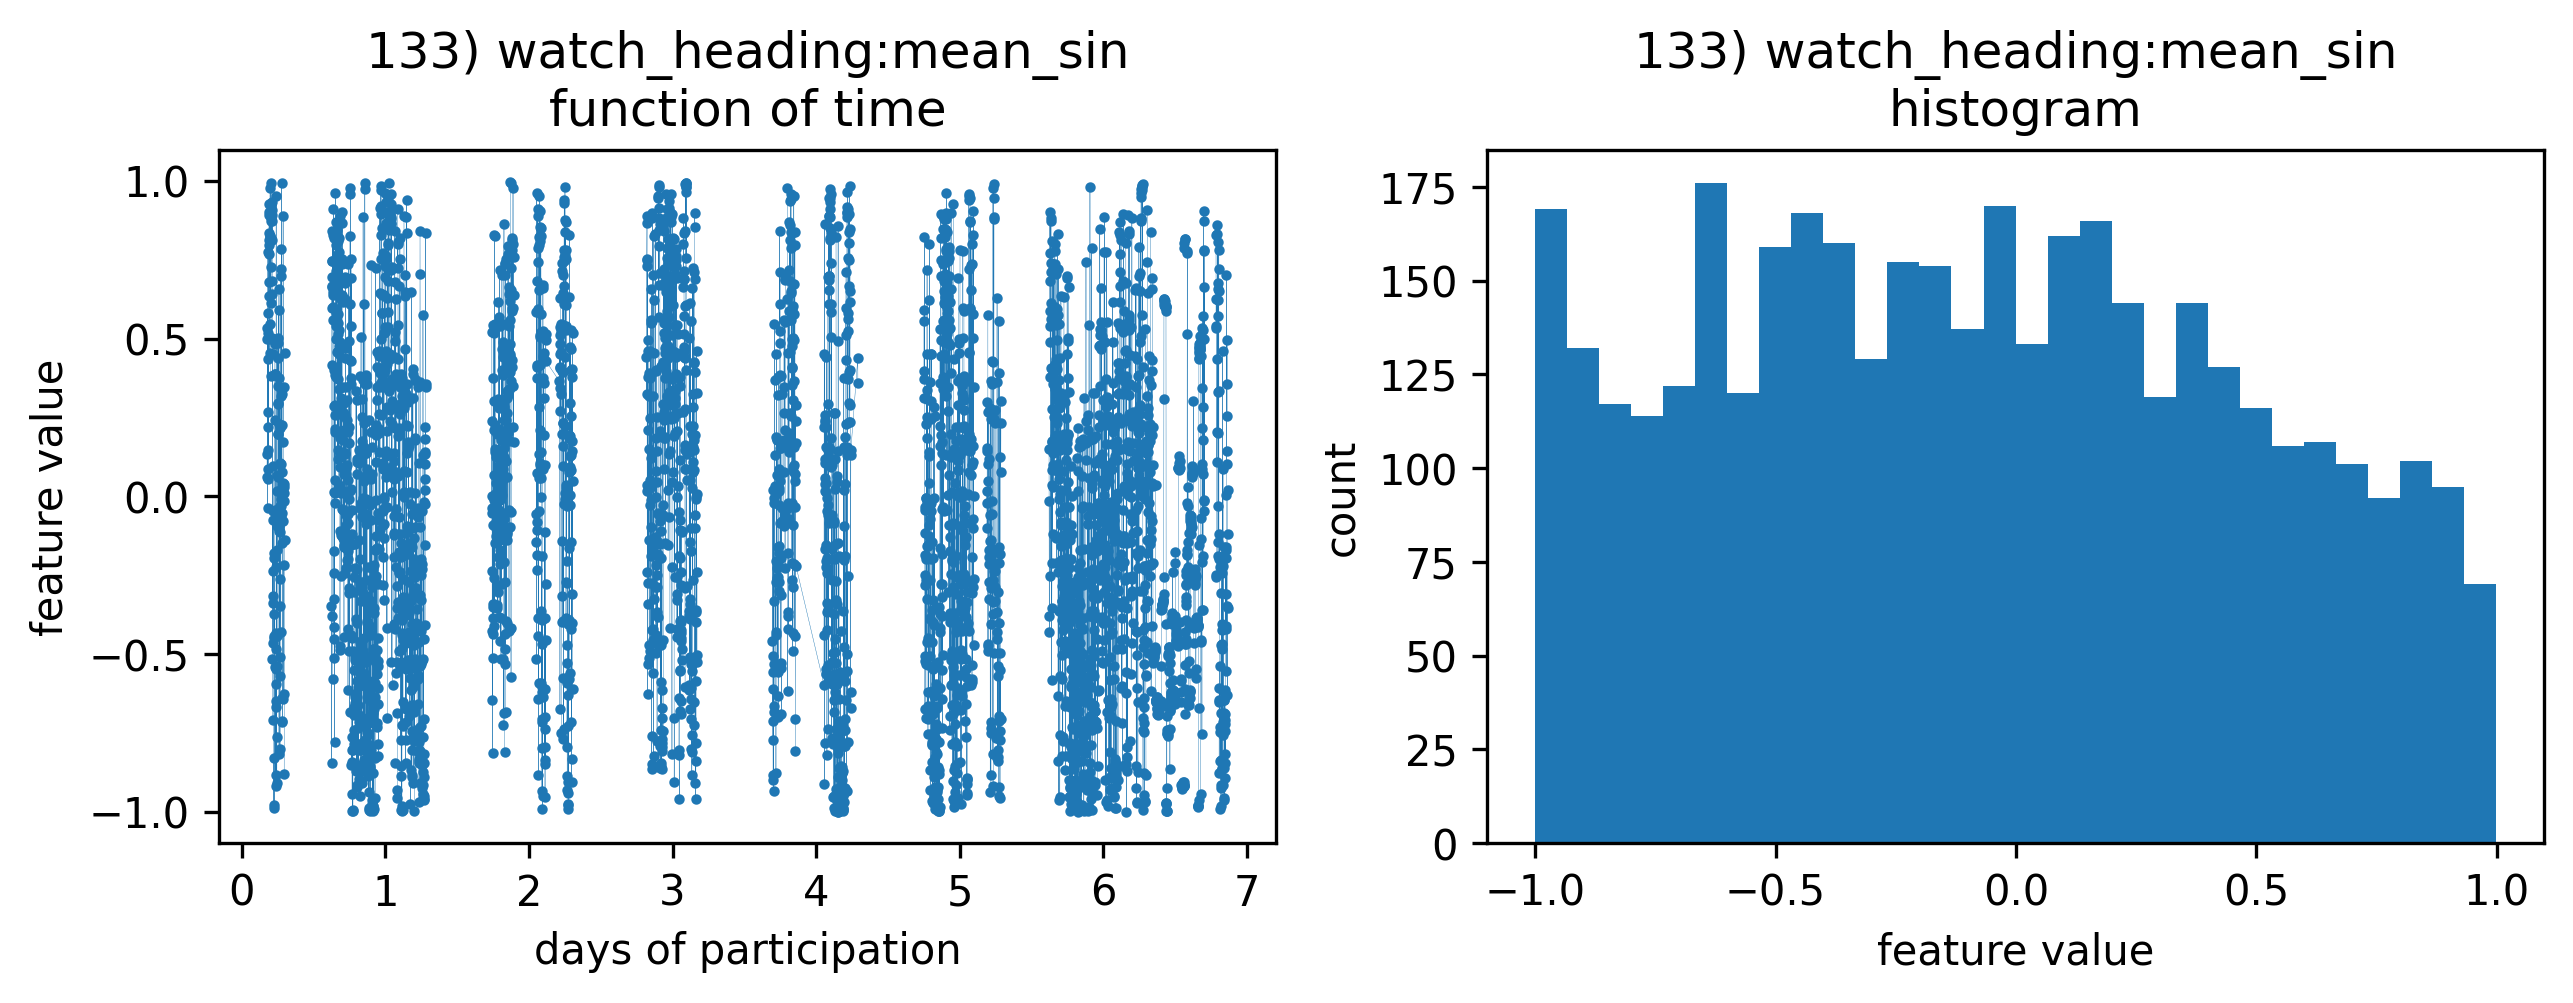 133) watch_heading:mean_sin
function of time
1.0
0.5
0.0
−0.5
−1.0
feature value
0 1 2 3 4 5 6 7
days of participation
133) watch_heading:mean_sin
histogram
175
150
125
100
75
50
25
0
count
−1.0 −0.5 0.0 0.5 1.0
feature value